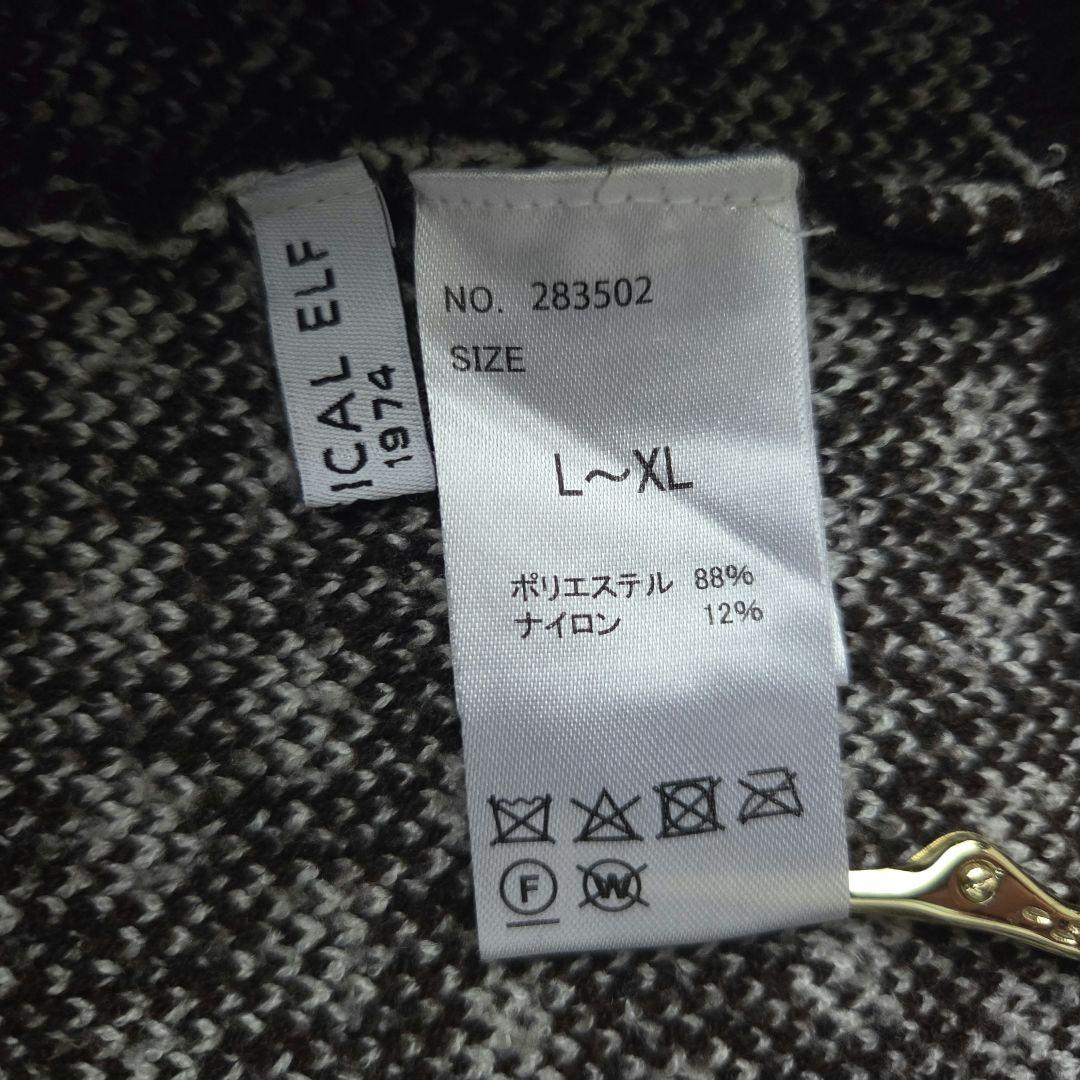 ICAL ELF
1974
NO. 283502
SIZE
L〜XL
ポリエステル 88%
ナイロン 12%
F
W